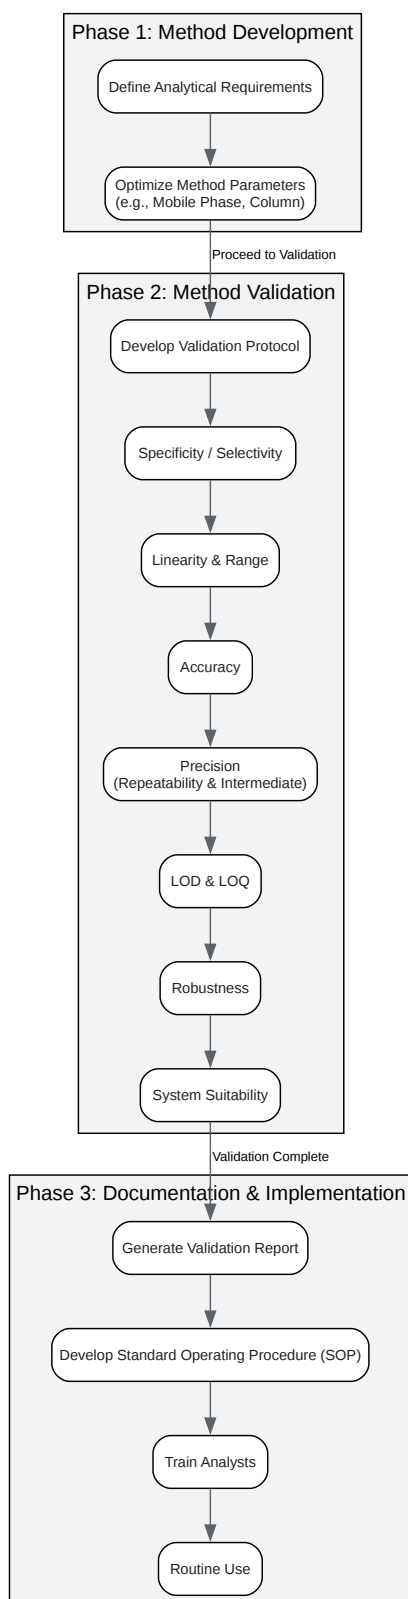 Phase 1: Method Development
Define Analytical Requirements
Optimize Method Parameters
(e.g., Mobile Phase, Column)
Proceed to Validation
Phase 2: Method Validation
Develop Validation Protocol
Specificity / Selectivity
Linearity & Range
Accuracy
Precision
(Repeatability & Intermediate)
LOD & LOQ
Robustness
System Suitability
Validation Complete
Phase 3: Documentation & Implementation
Generate Validation Report
Develop Standard Operating Procedure (SOP)
Train Analysts
Routine Use